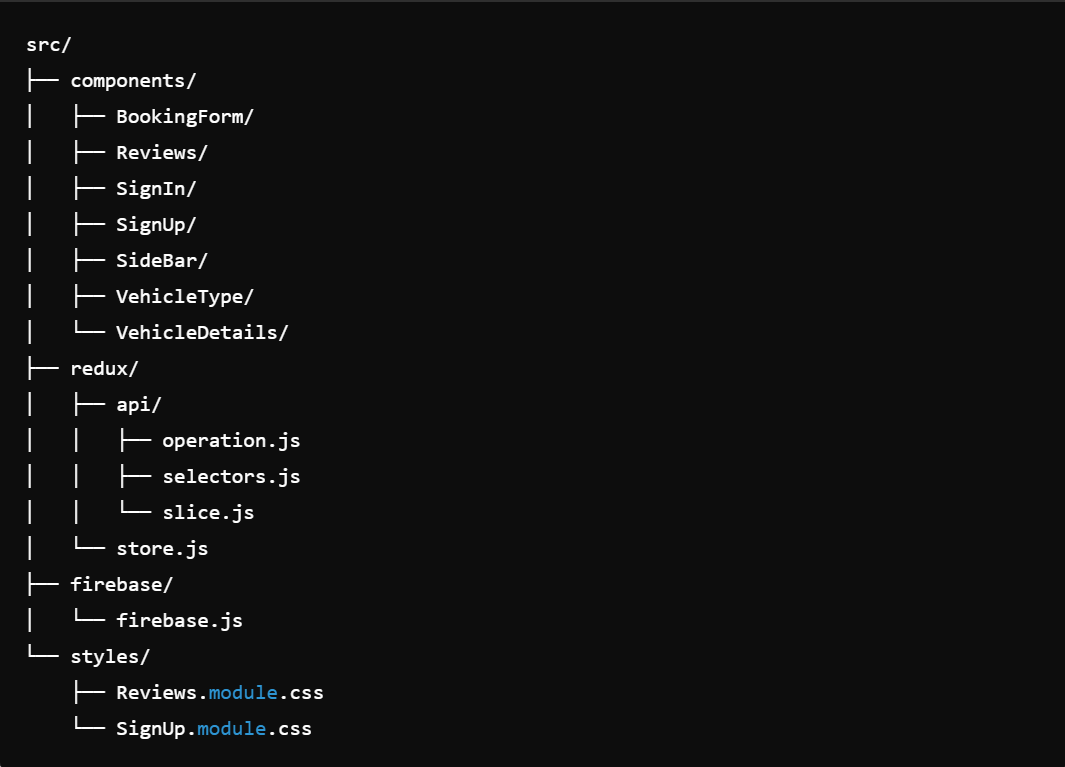 src/
├── components/
│   ├── BookingForm/
│   ├── Reviews/
│   ├── SignIn/
│   ├── SignUp/
│   ├── SideBar/
│   ├── VehicleType/
│   └── VehicleDetails/
├── redux/
│   ├── api/
│   │   ├── operation.js
│   │   ├── selectors.js
│   │   └── slice.js
│   └── store.js
├── firebase/
│   └── firebase.js
└── styles/
    ├── Reviews.module.css
    └── SignUp.module.css